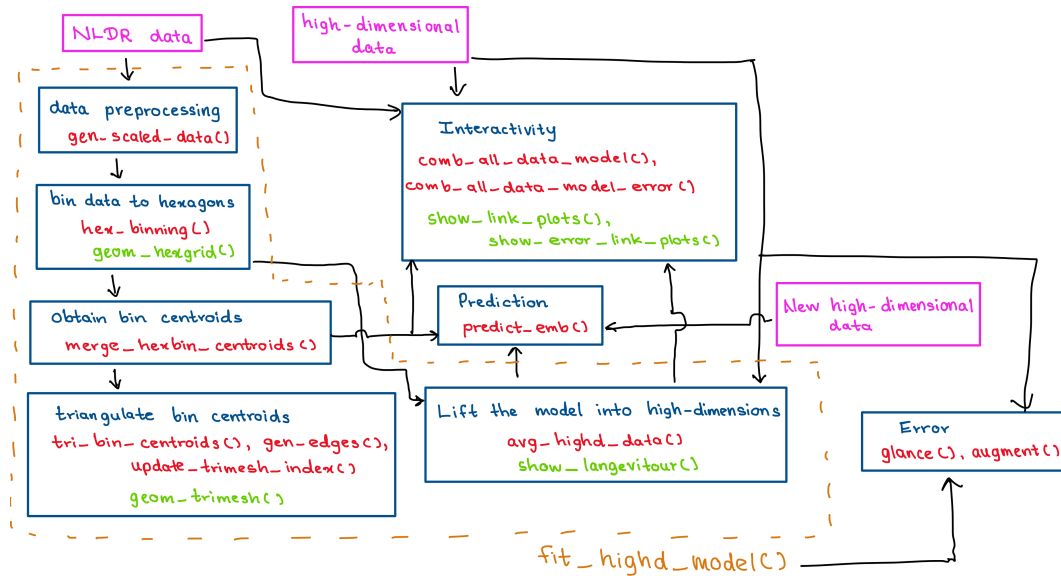 NLDR data
high-dimensional
data
data preprocessing
gen_scaled_data()
Interactivity
comb_all_data_model(),
comb_all_data_model_error()
show_link_plots(),
show_error_link_plots()
bin data to hexagons
hex_binning()
geom_hexgrid()
Obtain bin centroids
merge_hexbin_centroids()
Prediction
predict_emb()
New high-dimensional
data
triangulate bin centroids
tri_bin_centroids(), gen_edges(),
update_trimesh_index()
geom_trimesh()
Lift the model into high-dimensions
avg_highd_data()
show_langevitour()
Error
glance(), augment()
fit_highd_model()